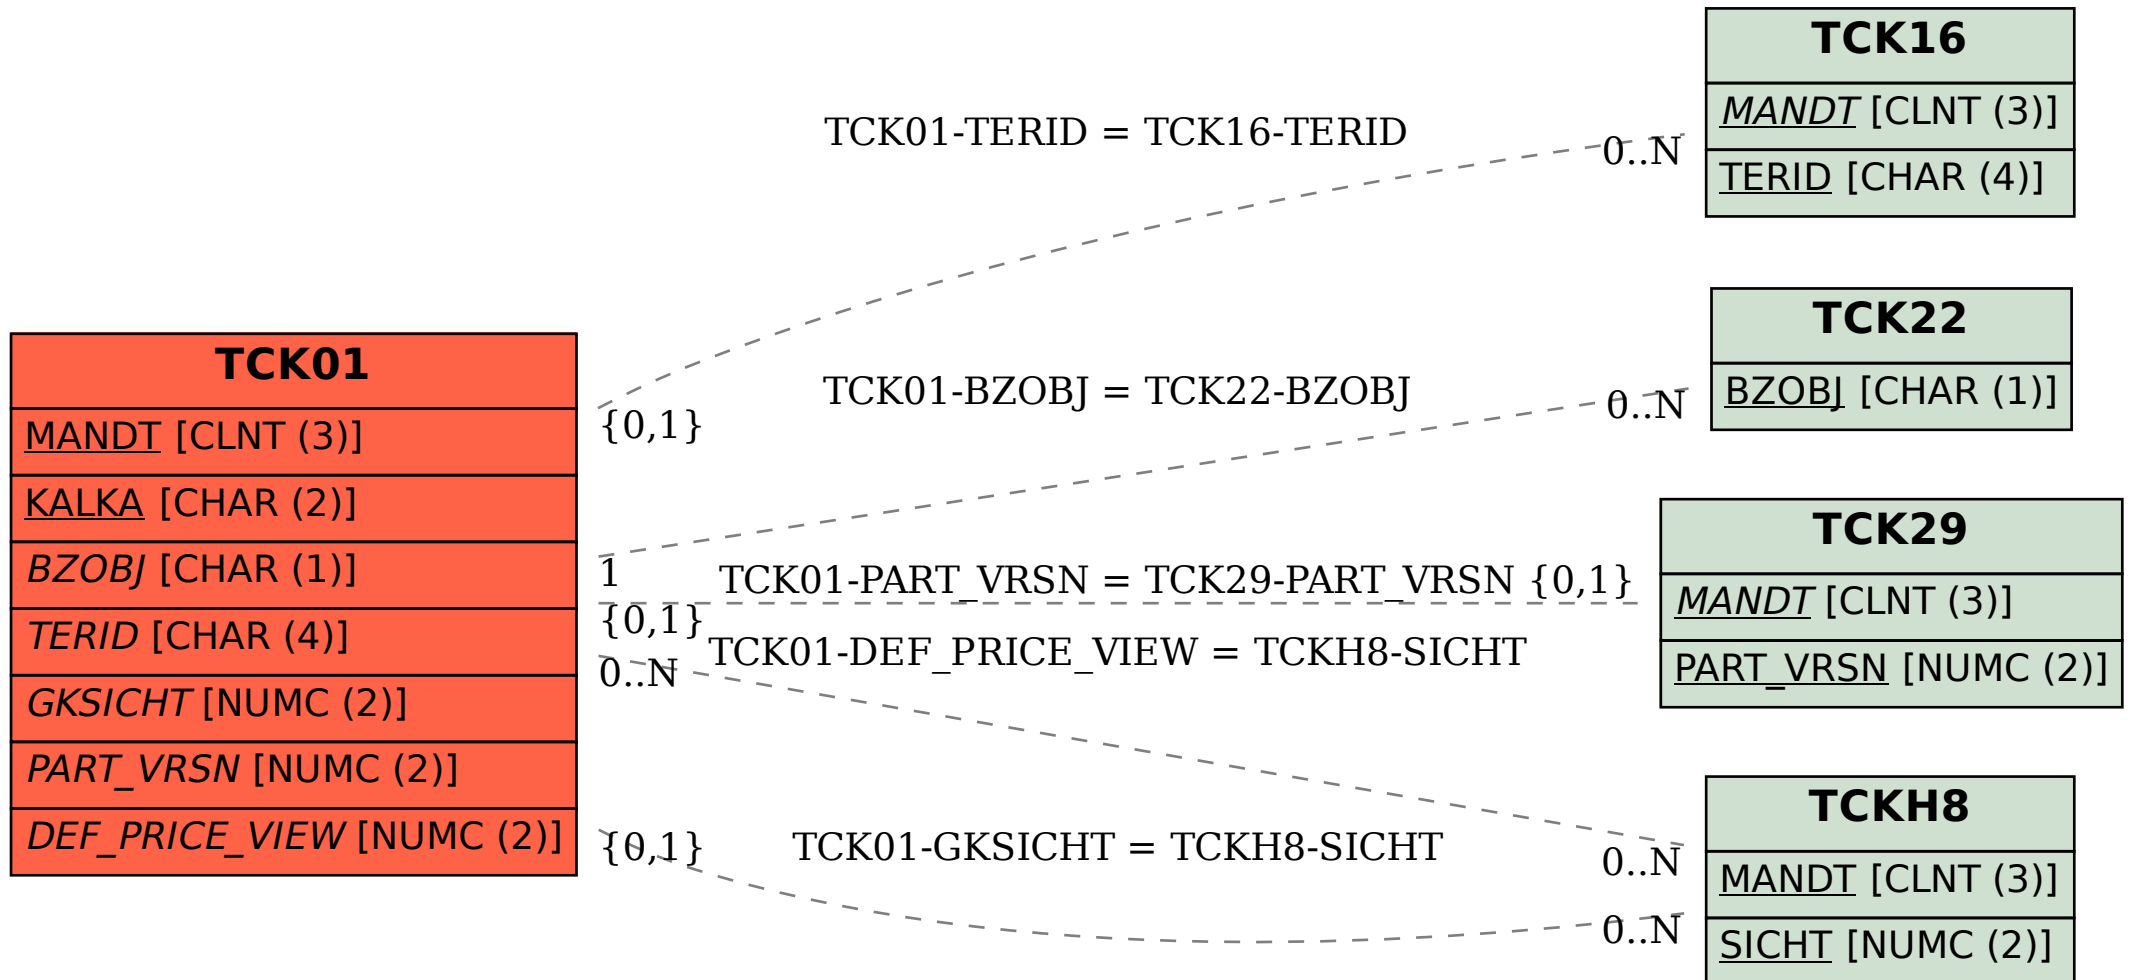 TCK16
MANDT [CLNT (3)]
TERID [CHAR (4)]
TCK01-TERID = TCK16-TERID
0..N
{0,1}
TCK22
BZOBJ [CHAR (1)]
TCK01-BZOBJ = TCK22-BZOBJ
0..N
1
TCK01
MANDT [CLNT (3)]
KALKA [CHAR (2)]
BZOBJ [CHAR (1)]
TERID [CHAR (4)]
GKSICHT [NUMC (2)]
PART_VRSN [NUMC (2)]
DEF_PRICE_VIEW [NUMC (2)]
TCK01-PART_VRSN = TCK29-PART_VRSN {0,1}
{0,1}
TCK29
MANDT [CLNT (3)]
PART_VRSN [NUMC (2)]
TCK01-DEF_PRICE_VIEW = TCKH8-SICHT
0..N
0..N
TCK01-GKSICHT = TCKH8-SICHT
{0,1}
0..N
TCKH8
MANDT [CLNT (3)]
SICHT [NUMC (2)]